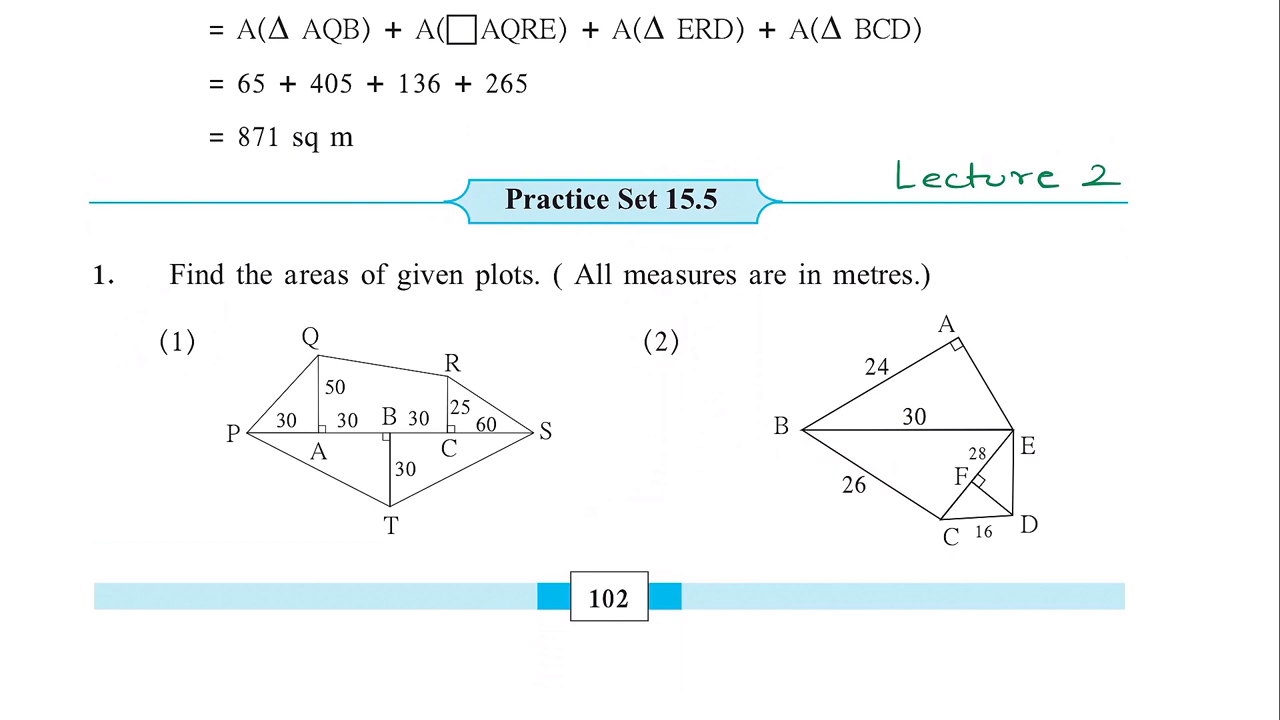 = A(Δ AQB) + A(□AQRE) + A(Δ ERD) + A(Δ BCD)
= 65 + 405 + 136 + 265
= 871 sq m
Lecture 2
Practice Set 15.5
1. Find the areas of given plots. ( All measures are in metres.)
(1)
Q
R
50
25
P 30 30 B 30 60 S
A
C
30
T
(2)
A
24
B 30
E
28
26
F
C 16 D
102